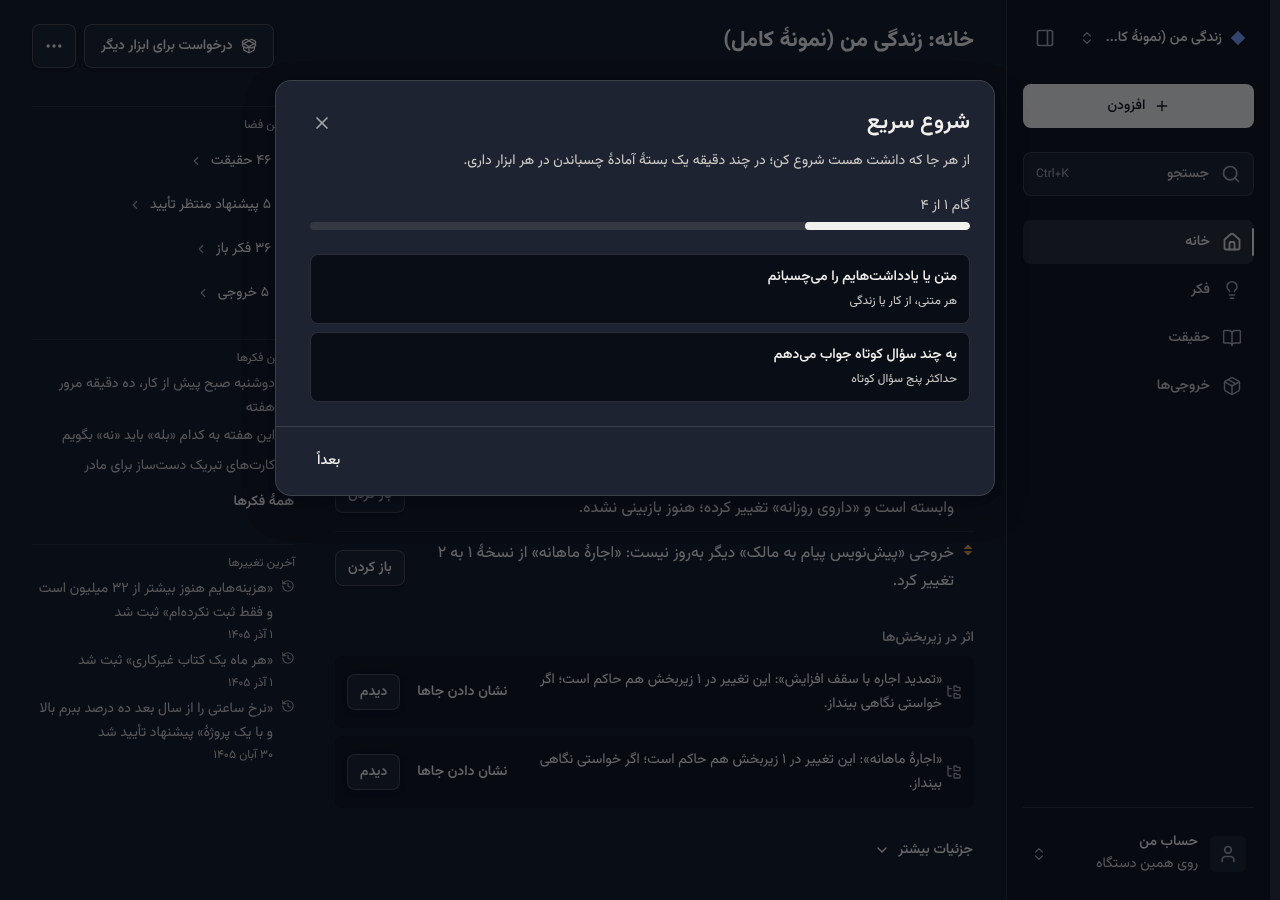 زندگی من (نمونهٔ کا...
افزودن
جستجو
Ctrl+K
خانه
فکر
حقیقت
خروجی‌ها
حساب من
روی همین دستگاه
خانه: زندگی من (نمونهٔ کامل)
درخواست برای ابزار دیگر
شروع سریع
از هر جا که دانشت هست شروع کن؛ در چند دقیقه یک بستهٔ آمادهٔ چسباندن در هر ابزار داری.
گام ۱ از ۴
متن یا یادداشت‌هایم را می‌چسبانم
هر متنی، از کار یا زندگی
به چند سؤال کوتاه جواب می‌دهم
حداکثر پنج سؤال کوتاه
بعداً
وابسته است و «داروی روزانه» تغییر کرده؛ هنوز بازبینی نشده.
باز کردن
خروجی «پیش‌نویس پیام به مالک» دیگر به‌روز نیست: «اجارهٔ ماهانه» از نسخهٔ ۱ به ۲
تغییر کرد.
باز کردن
اثر در زیربخش‌ها
«تمدید اجاره با سقف افزایش»: این تغییر در ۱ زیربخش هم حاکم است؛ اگر
خواستی نگاهی بینداز.
نشان دادن جاها
دیدم
«اجارهٔ ماهانه»: این تغییر در ۱ زیربخش هم حاکم است؛ اگر خواستی نگاهی
بینداز.
نشان دادن جاها
دیدم
جزئیات بیشتر
فضا
۴۶ حقیقت
۵ پیشنهاد منتظر تأیید
۳۶ فکر باز
۵ خروجی
فکرها
دوشنبه صبح پیش از کار، ده دقیقه مرور
هفته
این هفته به کدام «بله» باید «نه» بگویم
کارت‌های تبریک دست‌ساز برای مادر
همهٔ فکرها
آخرین تغییرها
«هزینه‌هایم هنوز بیشتر از ۳۲ میلیون است
و فقط ثبت نکرده‌ام» ثبت شد
۱ آذر ۱۴۰۵
«هر ماه یک کتاب غیرکاری» ثبت شد
۱ آذر ۱۴۰۵
«نرخ ساعتی را از سال بعد ده درصد ببرم بالا
و با یک پروژهٔ» پیشنهاد تأیید شد
۳۰ آبان ۱۴۰۵